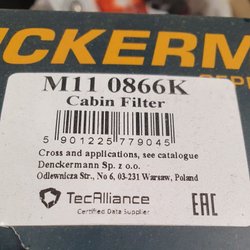 NCKERM
M11 0866K
Cabin Filter
5 901225 779045
Cross and applications, see catalogue
Denckermann Sp. z o.o.
Odlewnicza Str., No 6, 03-231 Warsaw, Poland
TecAlliance
Certified Data Supplier
EAC